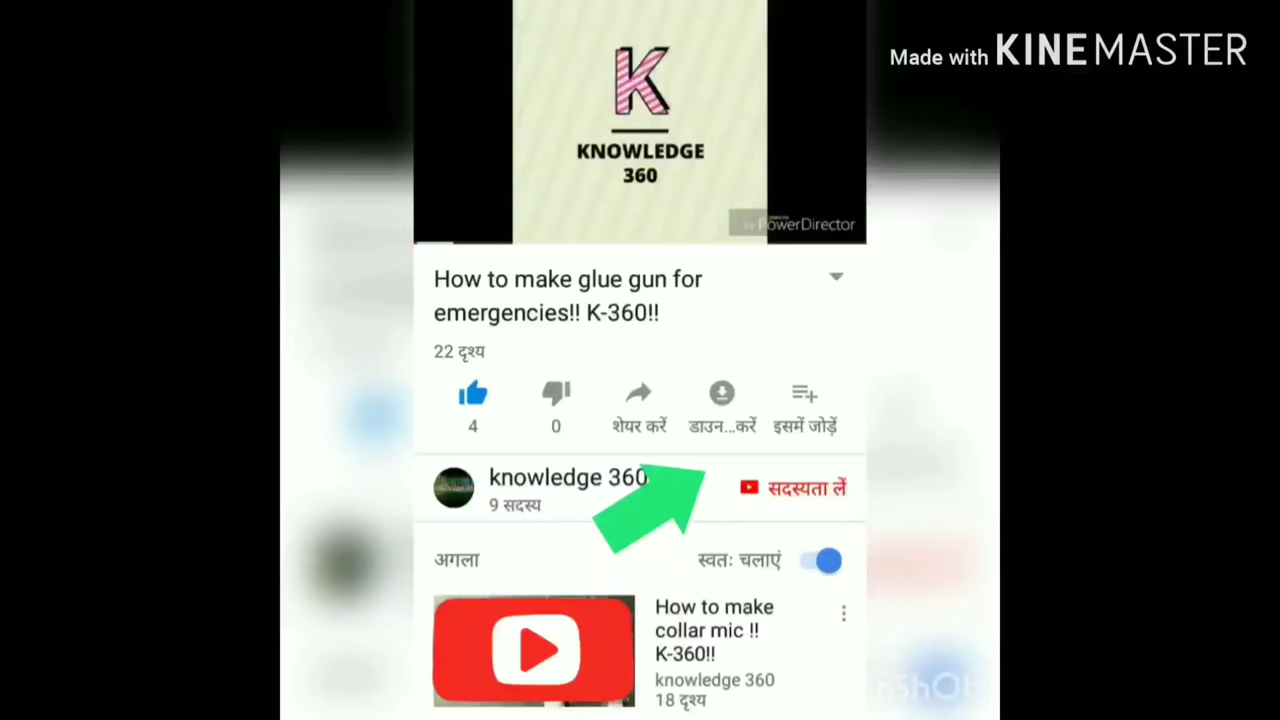 Made with KINEMASTER
K
KNOWLEDGE
360
PowerDirector
How to make glue gun for
emergencies!! K-360!!
22 दृश्य
4
0
शेयर करें
डाउन...करें
इसमें जोड़ें
knowledge 360
9 सदस्य
सदस्यता लें
अगला
स्वतः चलाएं
How to make
collar mic !!
K-360!!
knowledge 360
18 दृश्य